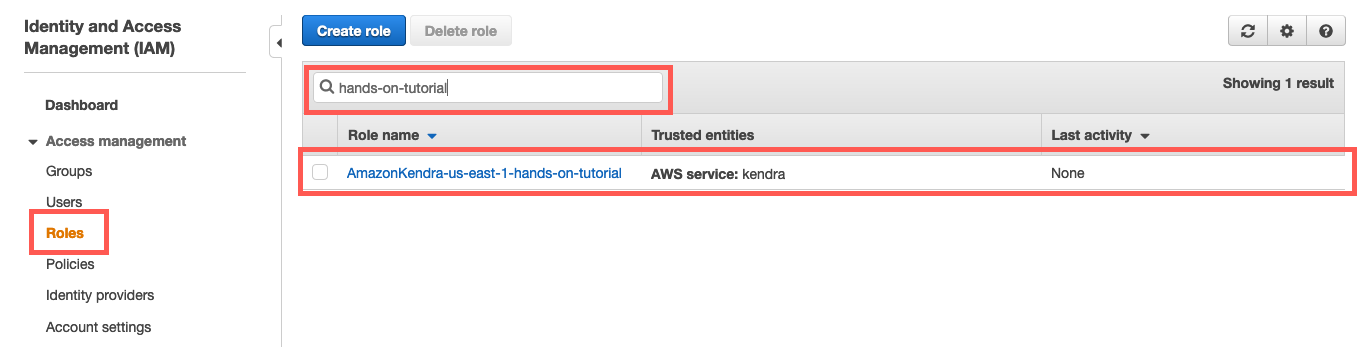 Identity and Access
Management (IAM)
Dashboard
Access management
Groups
Users
Roles
Policies
Identity providers
Account settings
Create role
Delete role
hands-on-tutorial
Showing 1 result
Role name
Trusted entities
Last activity
AmazonKendra-us-east-1-hands-on-tutorial
AWS service: kendra
None